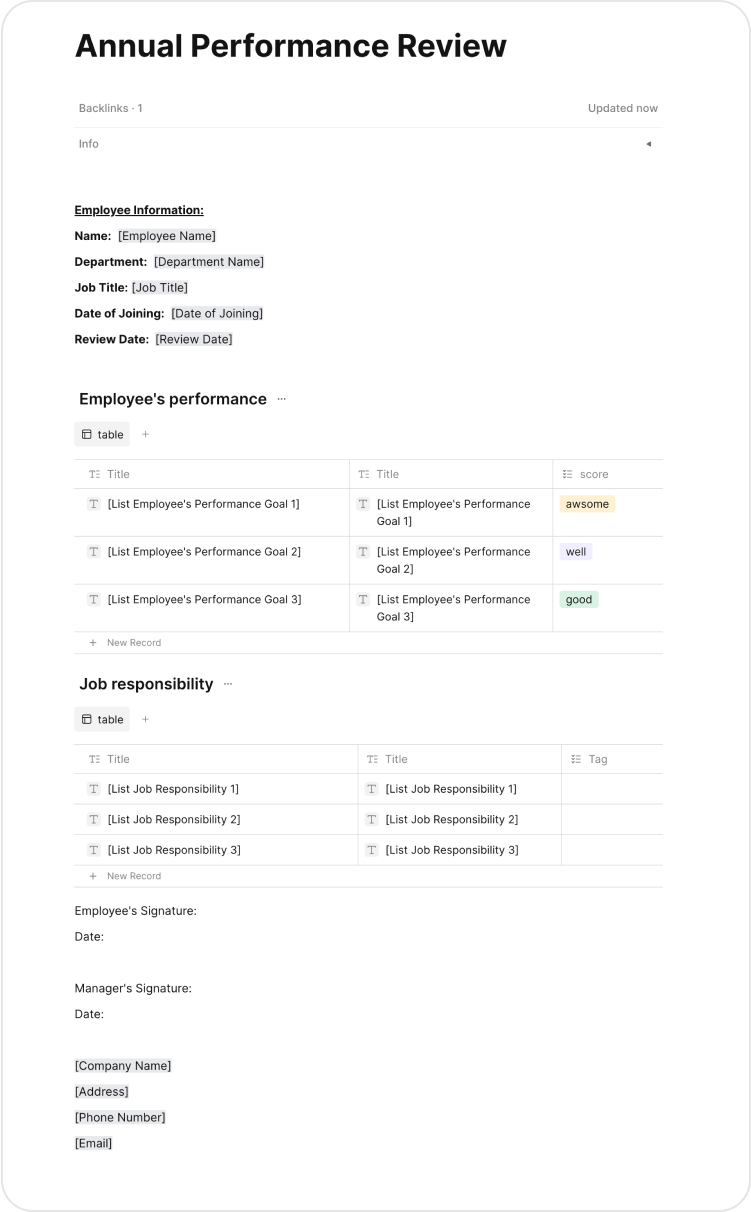 Annual Performance Review
Backlinks · 1 Updated now
Info
Employee Information:
Name: [Employee Name]
Department: [Department Name]
Job Title: [Job Title]
Date of Joining: [Date of Joining]
Review Date: [Review Date]
Employee's performance ···
table +
Title Title score
[List Employee's Performance Goal 1] [List Employee's Performance awsome
Goal 1]
[List Employee's Performance Goal 2] [List Employee's Performance well
Goal 2]
[List Employee's Performance Goal 3] [List Employee's Performance good
Goal 3]
+ New Record
Job responsibility ···
table +
Title Title Tag
[List Job Responsibility 1] [List Job Responsibility 1]
[List Job Responsibility 2] [List Job Responsibility 2]
[List Job Responsibility 3] [List Job Responsibility 3]
+ New Record
Employee's Signature:
Date:
Manager's Signature:
Date:
[Company Name]
[Address]
[Phone Number]
[Email]